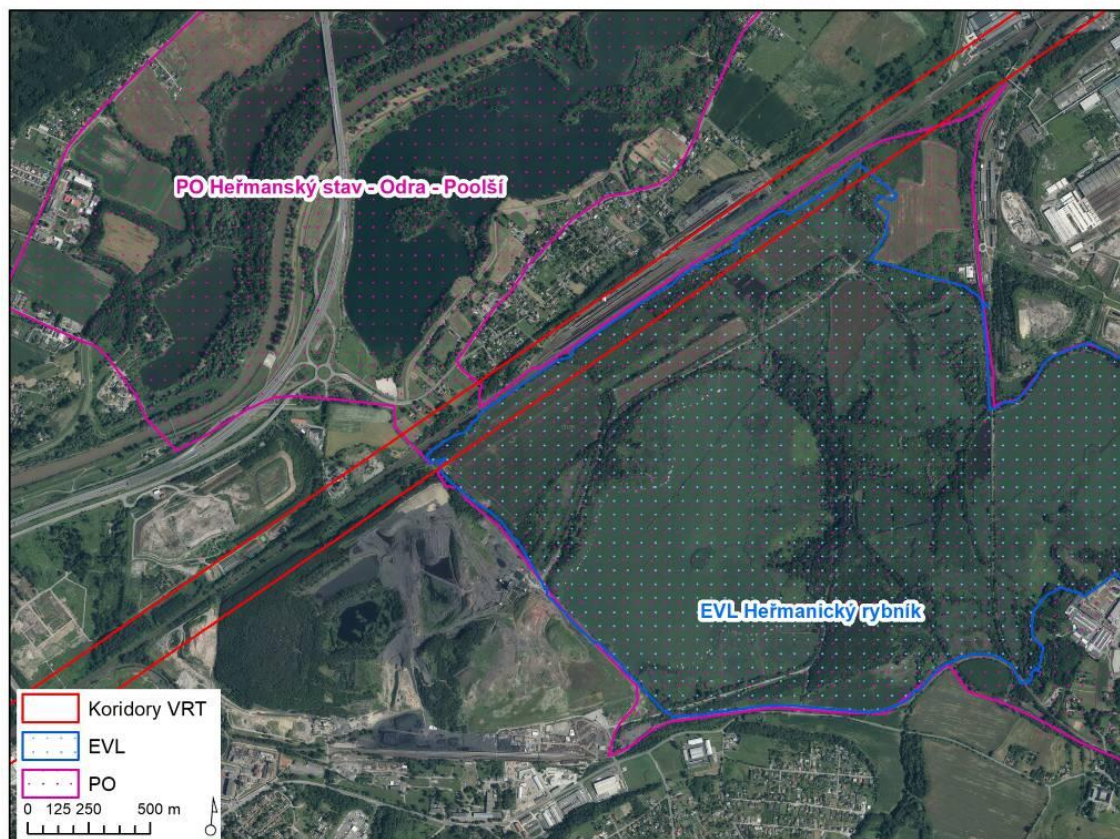 PO Heřmanský stav - Odra - Poolší
EVL Heřmanický rybník
Koridory VRT
EVL
PO
0 125 250 500 m